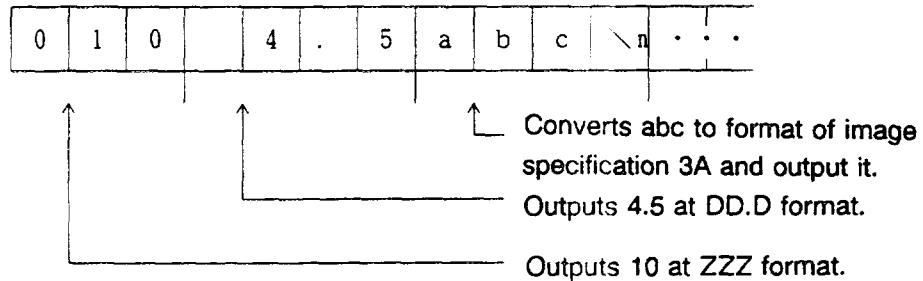 0 1 0 4 . 5 a b c \n · · ·
Converts abc to format of image
specification 3A and output it.
Outputs 4.5 at DD.D format.
Outputs 10 at ZZZ format.